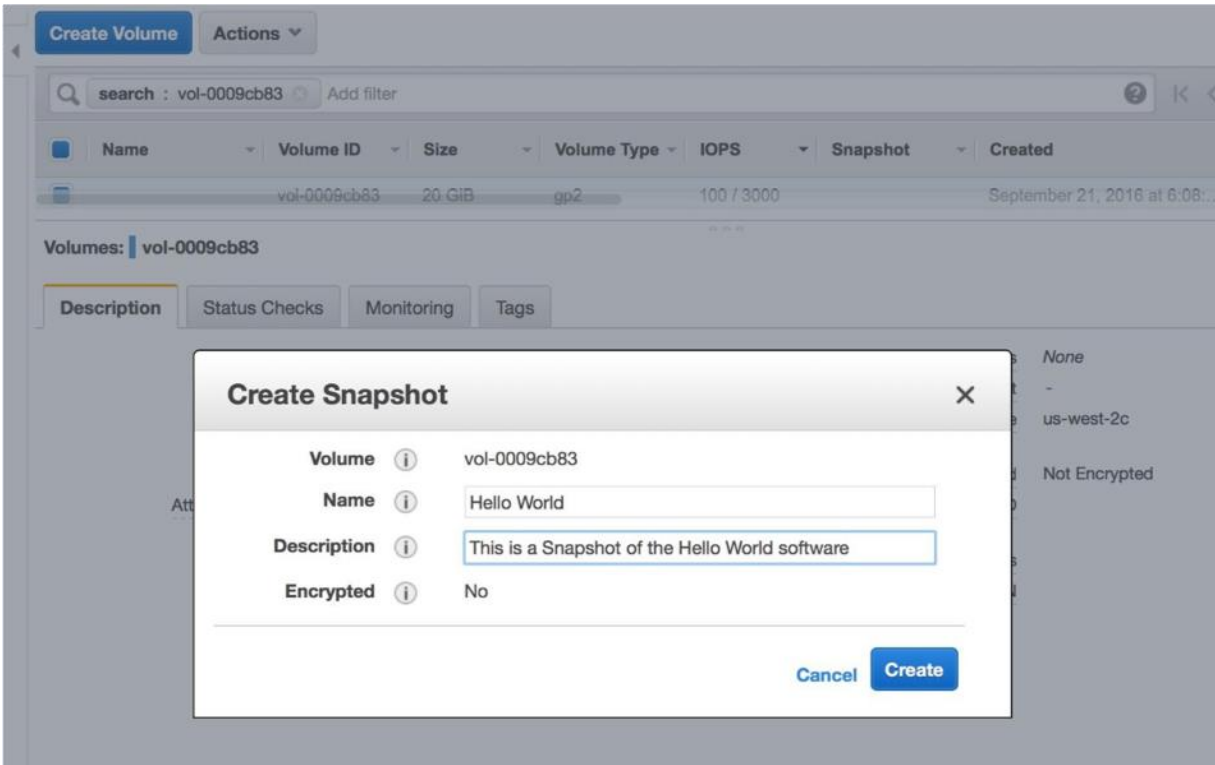 Create Volume Actions
search : vol-0009cb83 Add filter
Name Volume ID Size Volume Type IOPS Snapshot Created
vol-0009cb83 20 GiB gp2 100 / 3000 September 21, 2016 at 6:08:...
Volumes: vol-0009cb83
Description Status Checks Monitoring Tags
None
-
us-west-2c
Not Encrypted
Att
Create Snapshot
Volume vol-0009cb83
Name Hello World
Description This is a Snapshot of the Hello World software
Encrypted No
Cancel Create